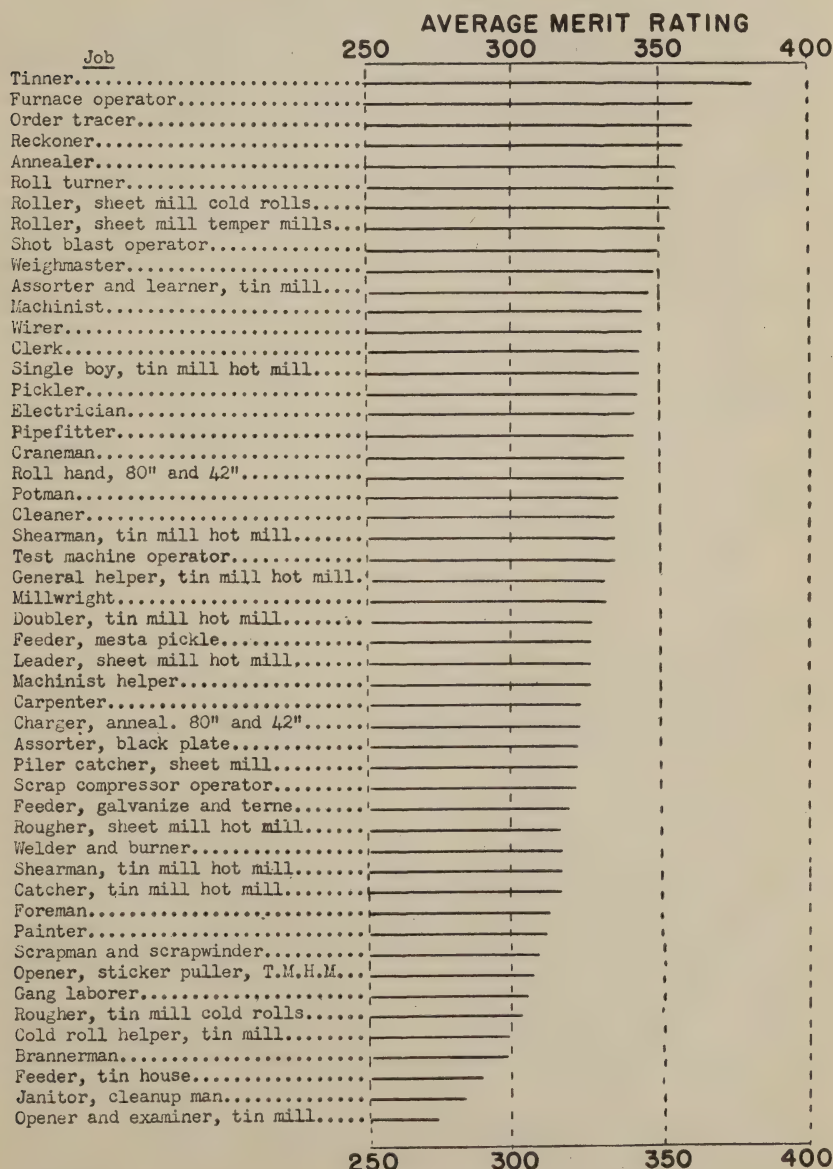 AVERAGE MERIT RATING
Job 250 300 350 400
Tinner
Furnace operator
Order tracer
Reckoner
Annealer
Roll turner
Roller, sheet mill cold rolls
Roller, sheet mill temper mills
Shot blast operator
Weighmaster
Assorter and learner, tin mill
Machinist
Wirer
Clerk
Single boy, tin mill hot mill
Pickler
Electrician
Pipefitter
Craneman
Roll hand, 80" and 42"
Potman
Cleaner
Shearman, tin mill hot mill
Test machine operator
General helper, tin mill hot mill
Millwright
Doubler, tin mill hot mill
Feeder, mesta pickle
Leader, sheet mill hot mill
Machinist helper
Carpenter
Charger, anneal. 80" and 42"
Assorter, black plate
Piler catcher, sheet mill
Scrap compressor operator
Feeder, galvanize and terne
Rougher, sheet mill hot mill
Welder and burner
Shearman, tin mill hot mill
Catcher, tin mill hot mill
Foreman
Painter
Scrapman and scrapwinder
Opener, sticker puller, T.M.H.M.
Gang laborer
Rougher, tin mill cold rolls
Cold roll helper, tin mill
Brannerman
Feeder, tin house
Janitor, cleanup man
Opener and examiner, tin mill
250 300 350 400